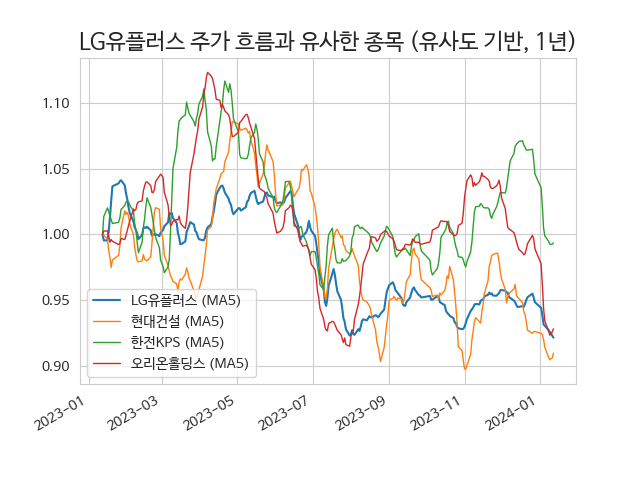 LG유플러스 주가 흐름과 유사한 종목 (유사도 기반, 1년)
1.10
1.05
1.00
0.95
0.90
LG유플러스 (MA5)
현대건설 (MA5)
한전KPS (MA5)
오리온홀딩스 (MA5)
2023-01
2023-03
2023-05
2023-07
2023-09
2023-11
2024-01